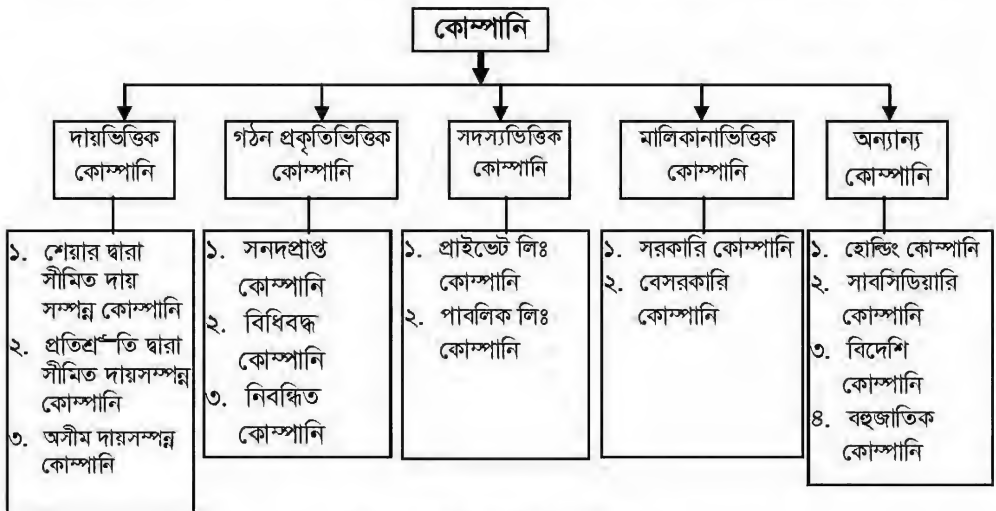 কোম্পানি
দায়ভিত্তিক
কোম্পানি
গঠন প্রকৃতিভিত্তিক
কোম্পানি
সদস্যভিত্তিক
কোম্পানি
মালিকানাভিত্তিক
কোম্পানি
অন্যান্য
কোম্পানি
১. শেয়ার দ্বারা
সীমিত দায়
সম্পন্ন কোম্পানি
২. প্রতিশ্রুতি দ্বারা
সীমিত দায়সম্পন্ন
কোম্পানি
৩. অসীম দায়সম্পন্ন
কোম্পানি
১. সনদপ্রাপ্ত
কোম্পানি
২. বিধিবদ্ধ
কোম্পানি
৩. নিবন্ধিত
কোম্পানি
১. প্রাইভেট লিঃ
কোম্পানি
২. পাবলিক লিঃ
কোম্পানি
১. সরকারি কোম্পানি
২. বেসরকারি
কোম্পানি
১. হোল্ডিং কোম্পানি
২. সাবসিডিয়ারি
কোম্পানি
৩. বিদেশি
কোম্পানি
৪. বহুজাতিক
কোম্পানি